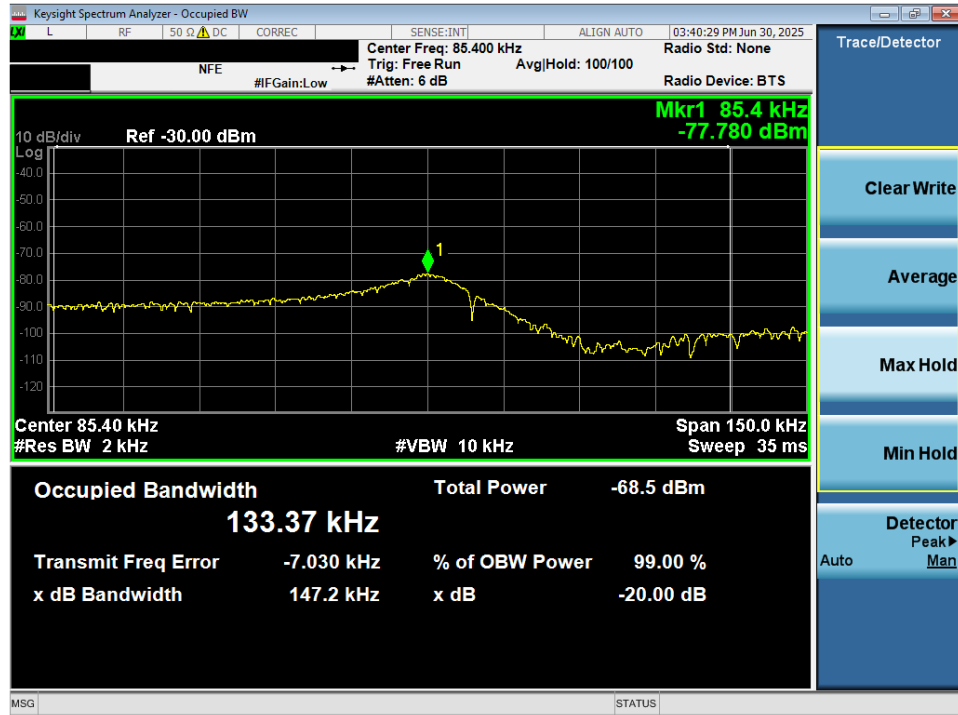 Keysight Spectrum Analyzer - Occupied BW
LXI L RF 50 Ω DC CORREC SENSE:INT ALIGN AUTO 03:40:29 PM Jun 30, 2025
NFE
#IFGain:Low
Center Freq: 85.400 kHz
Trig: Free Run Avg|Hold: 100/100
#Atten: 6 dB
Radio Std: None
Radio Device: BTS
Mkr1 85.4 kHz
-77.780 dBm
10 dB/div Ref -30.00 dBm
Log
-40.0
-50.0
-60.0
-70.0
-80.0
-90.0
-100
-110
-120
1
Center 85.40 kHz Span 150.0 kHz
#Res BW 2 kHz #VBW 10 kHz Sweep 35 ms
Occupied Bandwidth Total Power -68.5 dBm
133.37 kHz
Transmit Freq Error -7.030 kHz % of OBW Power 99.00 %
x dB Bandwidth 147.2 kHz x dB -20.00 dB
MSG STATUS
Trace/Detector
Clear Write
Average
Max Hold
Min Hold
Detector
Peak▶
Auto Man